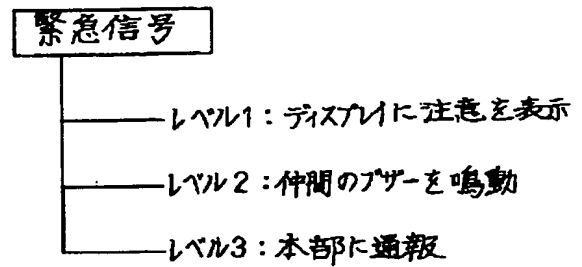 緊急信号
レベル1：ディスプレイに注意を表示
レベル2：仲間のブザーを鳴動
レベル3：本部に通報